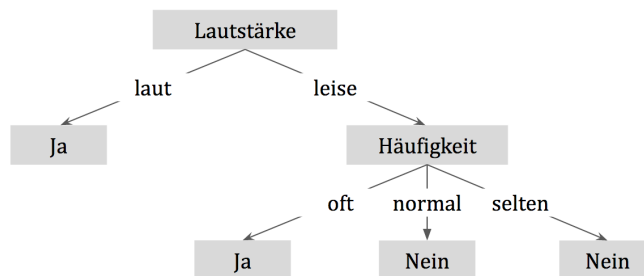 Lautstärke
laut leise
Ja Häufigkeit
oft normal selten
Ja Nein Nein